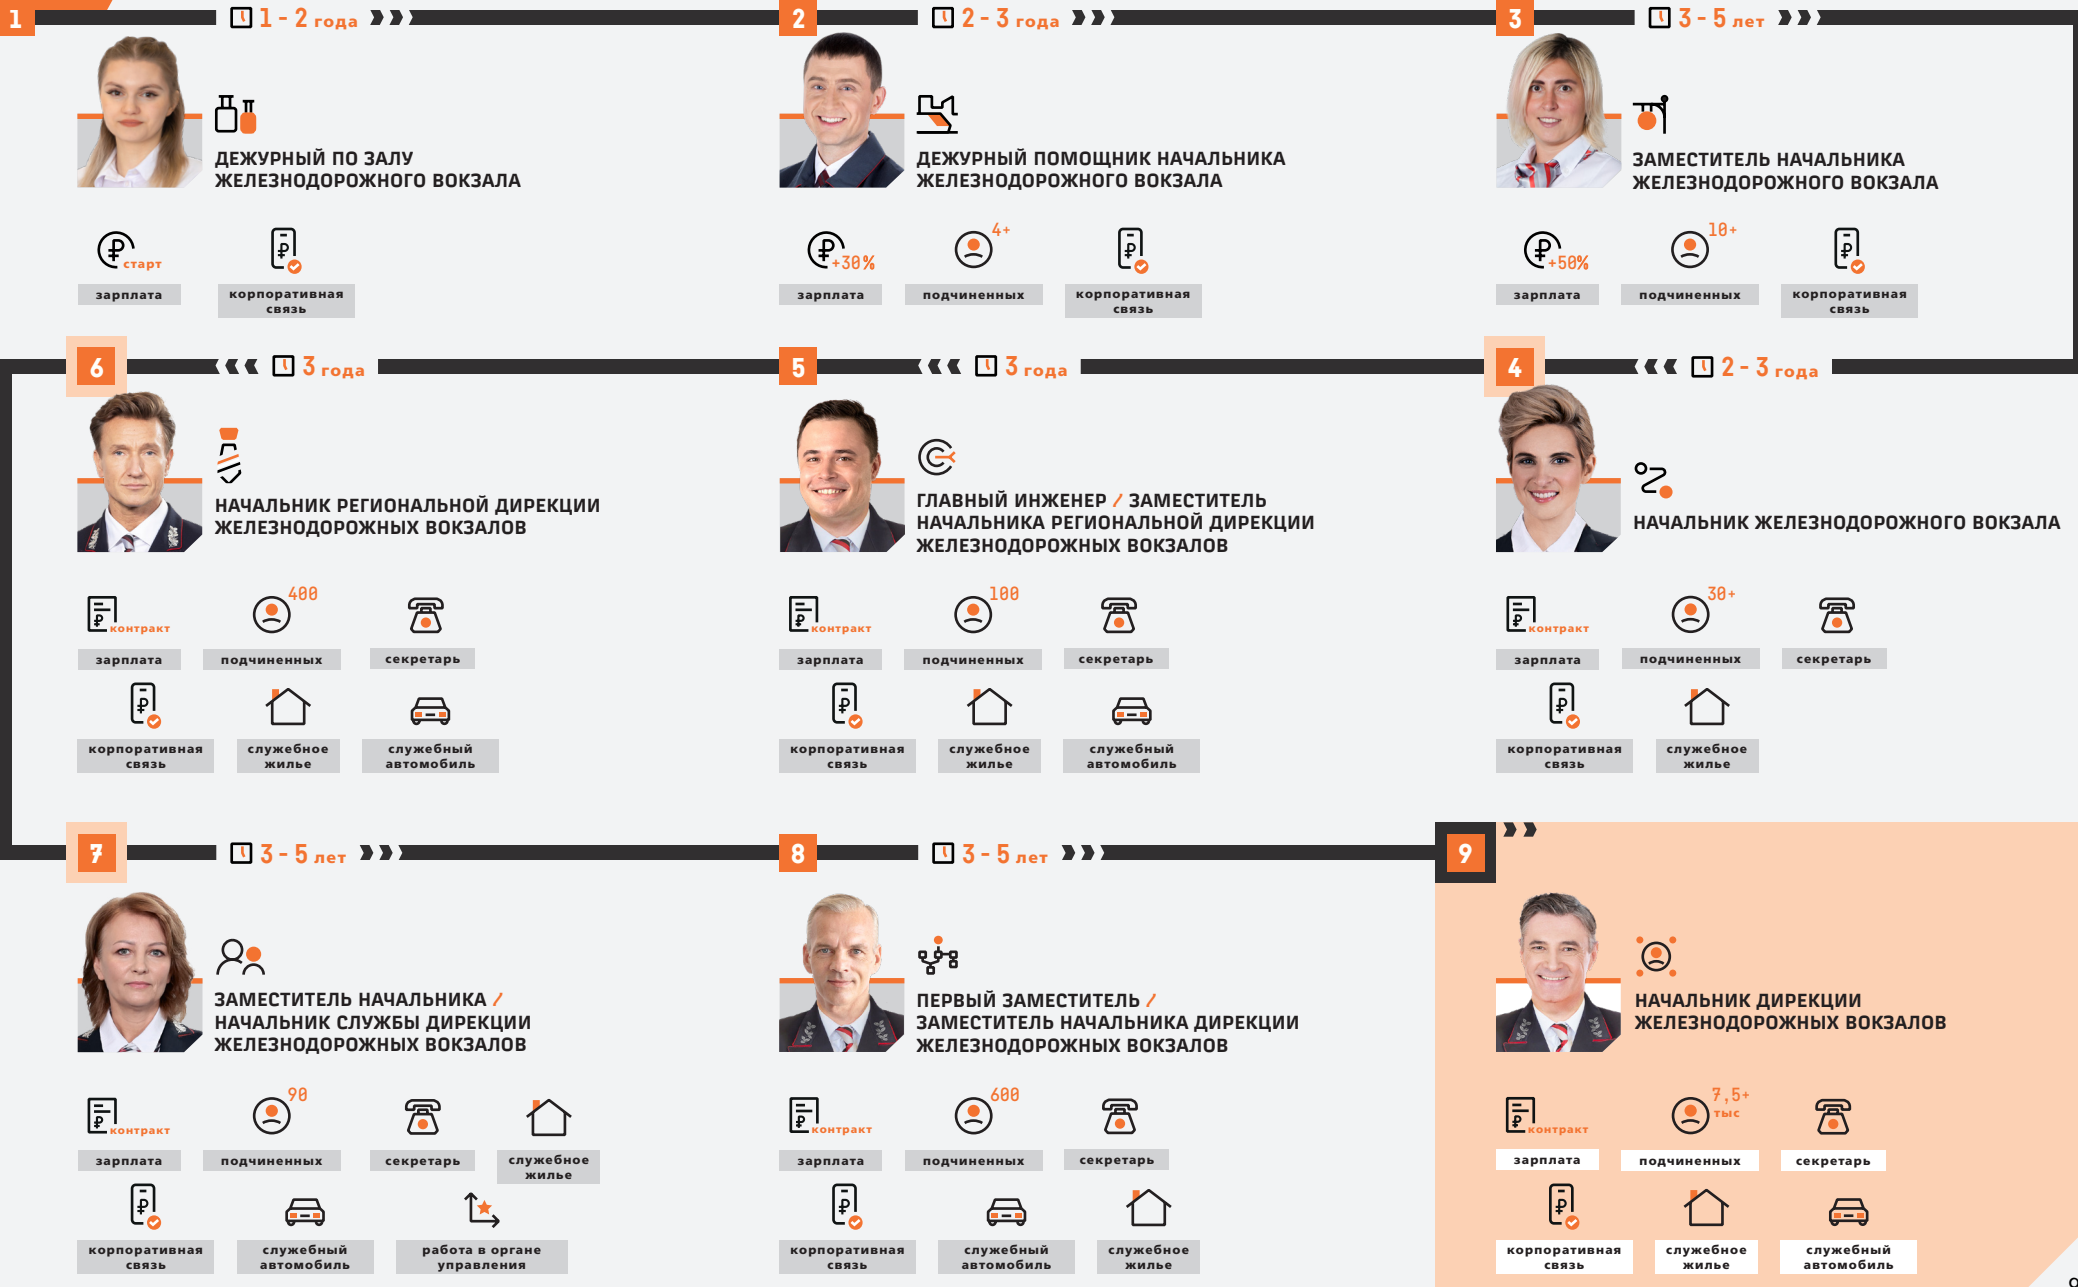 1
1 - 2 года
ДЕЖУРНЫЙ ПО ЗАЛУ
ЖЕЛЕЗНОДОРОЖНОГО ВОКЗАЛА
старт
зарплата
корпоративная
связь
2
2 - 3 года
ДЕЖУРНЫЙ ПОМОЩНИК НАЧАЛЬНИКА
ЖЕЛЕЗНОДОРОЖНОГО ВОКЗАЛА
+30%
зарплата
4+
подчиненных
корпоративная
связь
3
3 - 5 лет
ЗАМЕСТИТЕЛЬ НАЧАЛЬНИКА
ЖЕЛЕЗНОДОРОЖНОГО ВОКЗАЛА
+50%
зарплата
10+
подчиненных
корпоративная
связь
4
2 - 3 года
НАЧАЛЬНИК ЖЕЛЕЗНОДОРОЖНОГО ВОКЗАЛА
контракт
зарплата
30+
подчиненных
секретарь
корпоративная
связь
служебное
жилье
5
3 года
ГЛАВНЫЙ ИНЖЕНЕР / ЗАМЕСТИТЕЛЬ
НАЧАЛЬНИКА РЕГИОНАЛЬНОЙ ДИРЕКЦИИ
ЖЕЛЕЗНОДОРОЖНЫХ ВОКЗАЛОВ
контракт
зарплата
100
подчиненных
секретарь
корпоративная
связь
служебное
жилье
служебный
автомобиль
6
3 года
НАЧАЛЬНИК РЕГИОНАЛЬНОЙ ДИРЕКЦИИ
ЖЕЛЕЗНОДОРОЖНЫХ ВОКЗАЛОВ
контракт
зарплата
400
подчиненных
секретарь
корпоративная
связь
служебное
жилье
служебный
автомобиль
7
3 - 5 лет
ЗАМЕСТИТЕЛЬ НАЧАЛЬНИКА /
НАЧАЛЬНИК СЛУЖБЫ ДИРЕКЦИИ
ЖЕЛЕЗНОДОРОЖНЫХ ВОКЗАЛОВ
контракт
зарплата
90
подчиненных
секретарь
служебное
жилье
корпоративная
связь
служебный
автомобиль
работа в органе
управления
8
3 - 5 лет
ПЕРВЫЙ ЗАМЕСТИТЕЛЬ /
ЗАМЕСТИТЕЛЬ НАЧАЛЬНИКА ДИРЕКЦИИ
ЖЕЛЕЗНОДОРОЖНЫХ ВОКЗАЛОВ
контракт
зарплата
600
подчиненных
секретарь
корпоративная
связь
служебный
автомобиль
служебное
жилье
9
НАЧАЛЬНИК ДИРЕКЦИИ
ЖЕЛЕЗНОДОРОЖНЫХ ВОКЗАЛОВ
контракт
зарплата
7,5+
тыс
подчиненных
секретарь
корпоративная
связь
служебное
жилье
служебный
автомобиль